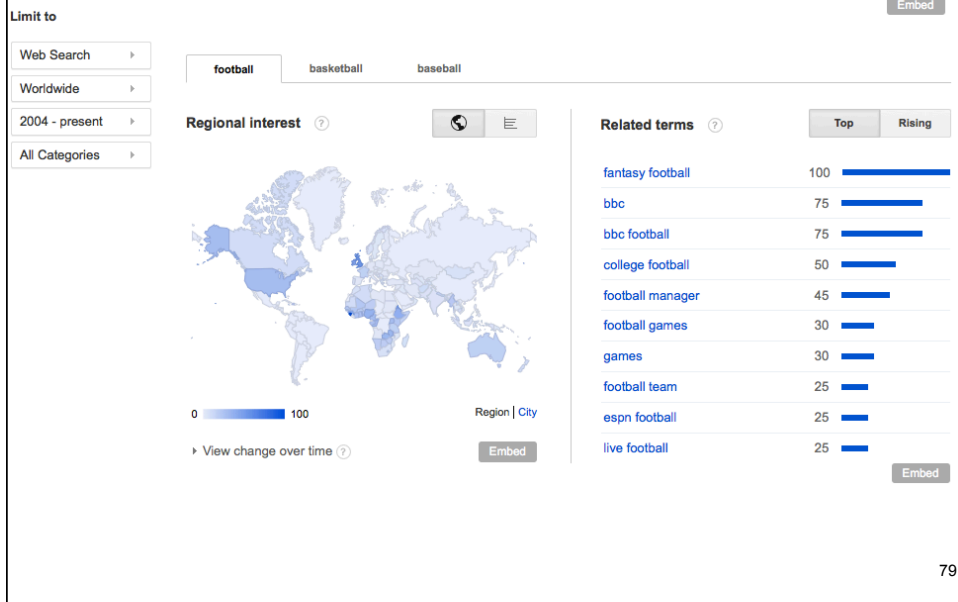 Embed
Limit to
Web Search
Worldwide
2004 - present
All Categories
football basketball baseball
Regional interest ?
0 100
Region | City
View change over time ?
Embed
Related terms ?
Top Rising
fantasy football 100
bbc 75
bbc football 75
college football 50
football manager 45
football games 30
games 30
football team 25
espn football 25
live football 25
Embed
79